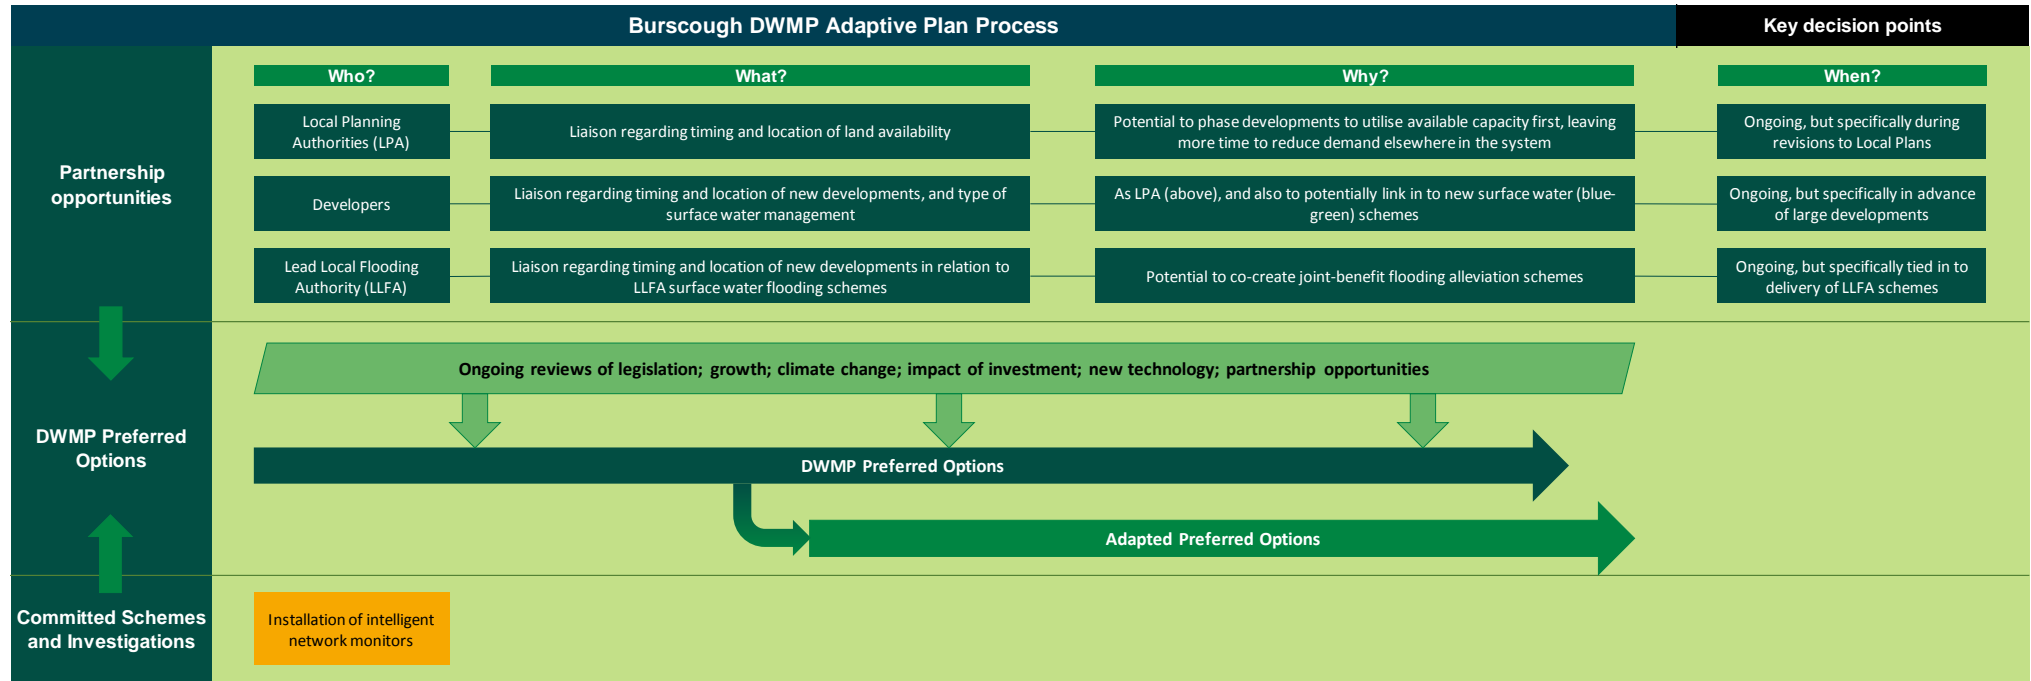 Burscough DWMP Adaptive Plan Process
Key decision points
Who?
What?
Why?
When?
Partnership
opportunities
Local Planning
Authorities (LPA)
Liaison regarding timing and location of land availability
Potential to phase developments to utilise available capacity first, leaving
more time to reduce demand elsewhere in the system
Ongoing, but specifically during
revisions to Local Plans
Developers
Liaison regarding timing and location of new developments, and type of
surface water management
As LPA (above), and also to potentially link in to new surface water (blue-
green) schemes
Ongoing, but specifically in advance
of large developments
Lead Local Flooding
Authority (LLFA)
Liaison regarding timing and location of new developments in relation to
LLFA surface water flooding schemes
Potential to co-create joint-benefit flooding alleviation schemes
Ongoing, but specifically tied in to
delivery of LLFA schemes
DWMP Preferred
Options
Ongoing reviews of legislation; growth; climate change; impact of investment; new technology; partnership opportunities
DWMP Preferred Options
Adapted Preferred Options
Committed Schemes
and Investigations
Installation of intelligent
network monitors